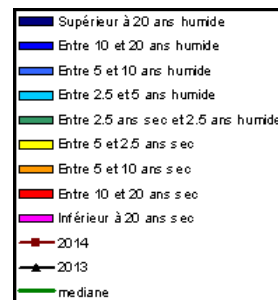 Supérieur à 20 ans humide
Entre 10 et 20 ans humide
Entre 5 et 10 ans humide
Entre 2.5 et 5 ans humide
Entre 2.5 ans sec et 2.5 ans humide
Entre 5 et 2.5 ans sec
Entre 5 et 10 ans sec
Entre 10 et 20 ans sec
Inférieur à 20 ans sec
2014
2013
mediane